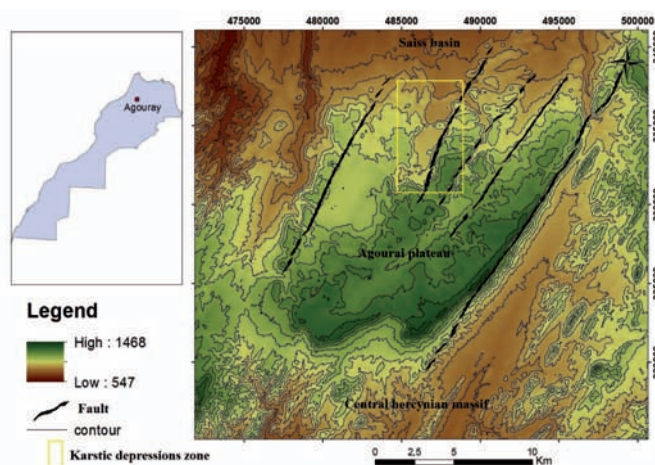 475000 480000 485000 490000 495000 500000
Saiss basin
Agouray
Agourai plateau
Central hercynian massif
Legend
High : 1468
Low : 547
Fault
contour
Karstic depressions zone
0 2,5 5 10
Km